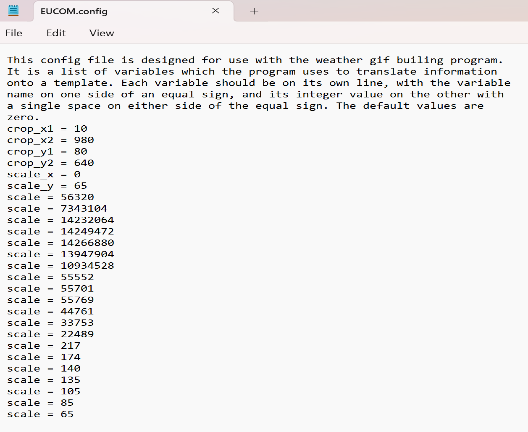 EUCOM.config
File Edit View
This config file is designed for use with the weather gif builing program.
It is a list of variables which the program uses to translate information
onto a template. Each variable should be on its own line, with the variable
name on one side of an equal sign, and its integer value on the other with
a single space on either side of the equal sign. The default values are
zero.
crop_x1 = 10
crop_x2 = 980
crop_y1 = 80
crop_y2 = 640
scale_x = 0
scale_y = 65
scale = 56320
scale = 7343104
scale = 14232064
scale = 14249472
scale = 14266880
scale = 13947904
scale = 10934528
scale = 55552
scale = 55701
scale = 55769
scale = 44761
scale = 33753
scale = 22489
scale = 217
scale = 174
scale = 140
scale = 135
scale = 105
scale = 85
scale = 65